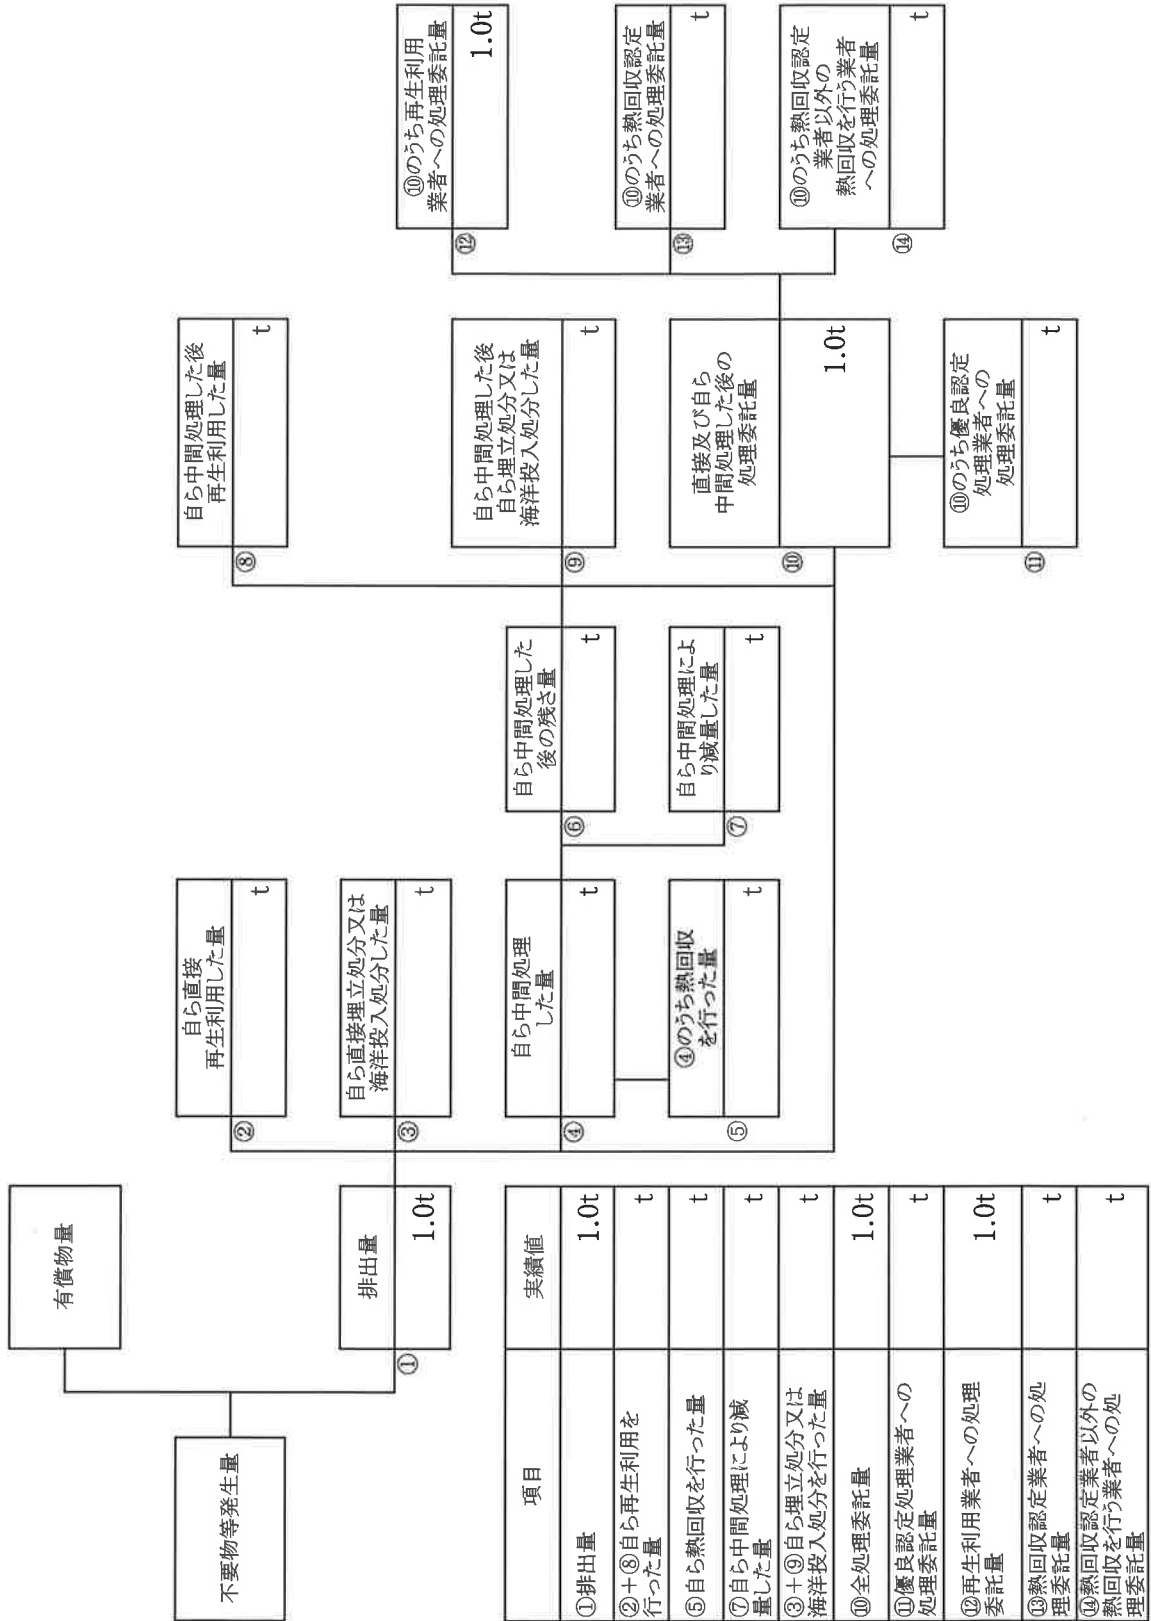 有償物量
不要物等発生量
排出量
①
1.0t
自ら直接
再生利用した量
②
t
自ら直接埋立処分又は
海洋投入処分した量
③
t
自ら中間処理
した量
④
t
④のうち熱回収
を行った量
⑤
t
自ら中間処理した
後の残さ量
⑥
t
自ら中間処理によ
り減量した量
⑦
t
自ら中間処理した後
再生利用した量
⑧
t
自ら中間処理した後
自ら埋立処分又は
海洋投入処分した量
⑨
t
直接及び自ら
中間処理した後の
処理委託量
⑩
1.0t
⑩のうち優良認定
処理業者への
処理委託量
⑪
t
⑩のうち再生利用
業者への処理委託量
⑫
1.0t
⑩のうち熱回収認定
業者への処理委託量
⑬
t
⑩のうち熱回収認定
業者以外の
熱回収を行う業者
への処理委託量
⑭
t
項目 実績値
①排出量 1.0t
②+⑧自ら再生利用を
行った量 t
⑤自ら熱回収を行った量 t
⑦自ら中間処理により減
量した量 t
③+⑨自ら埋立処分又は
海洋投入処分を行った量 t
⑩全処理委託量 1.0t
⑪優良認定処理業者への
処理委託量 t
⑫再生利用業者への処理
委託量 1.0t
⑬熱回収認定業者への処
理委託量 t
⑭熱回収認定業者以外の
熱回収を行う業者への処
理委託量 t